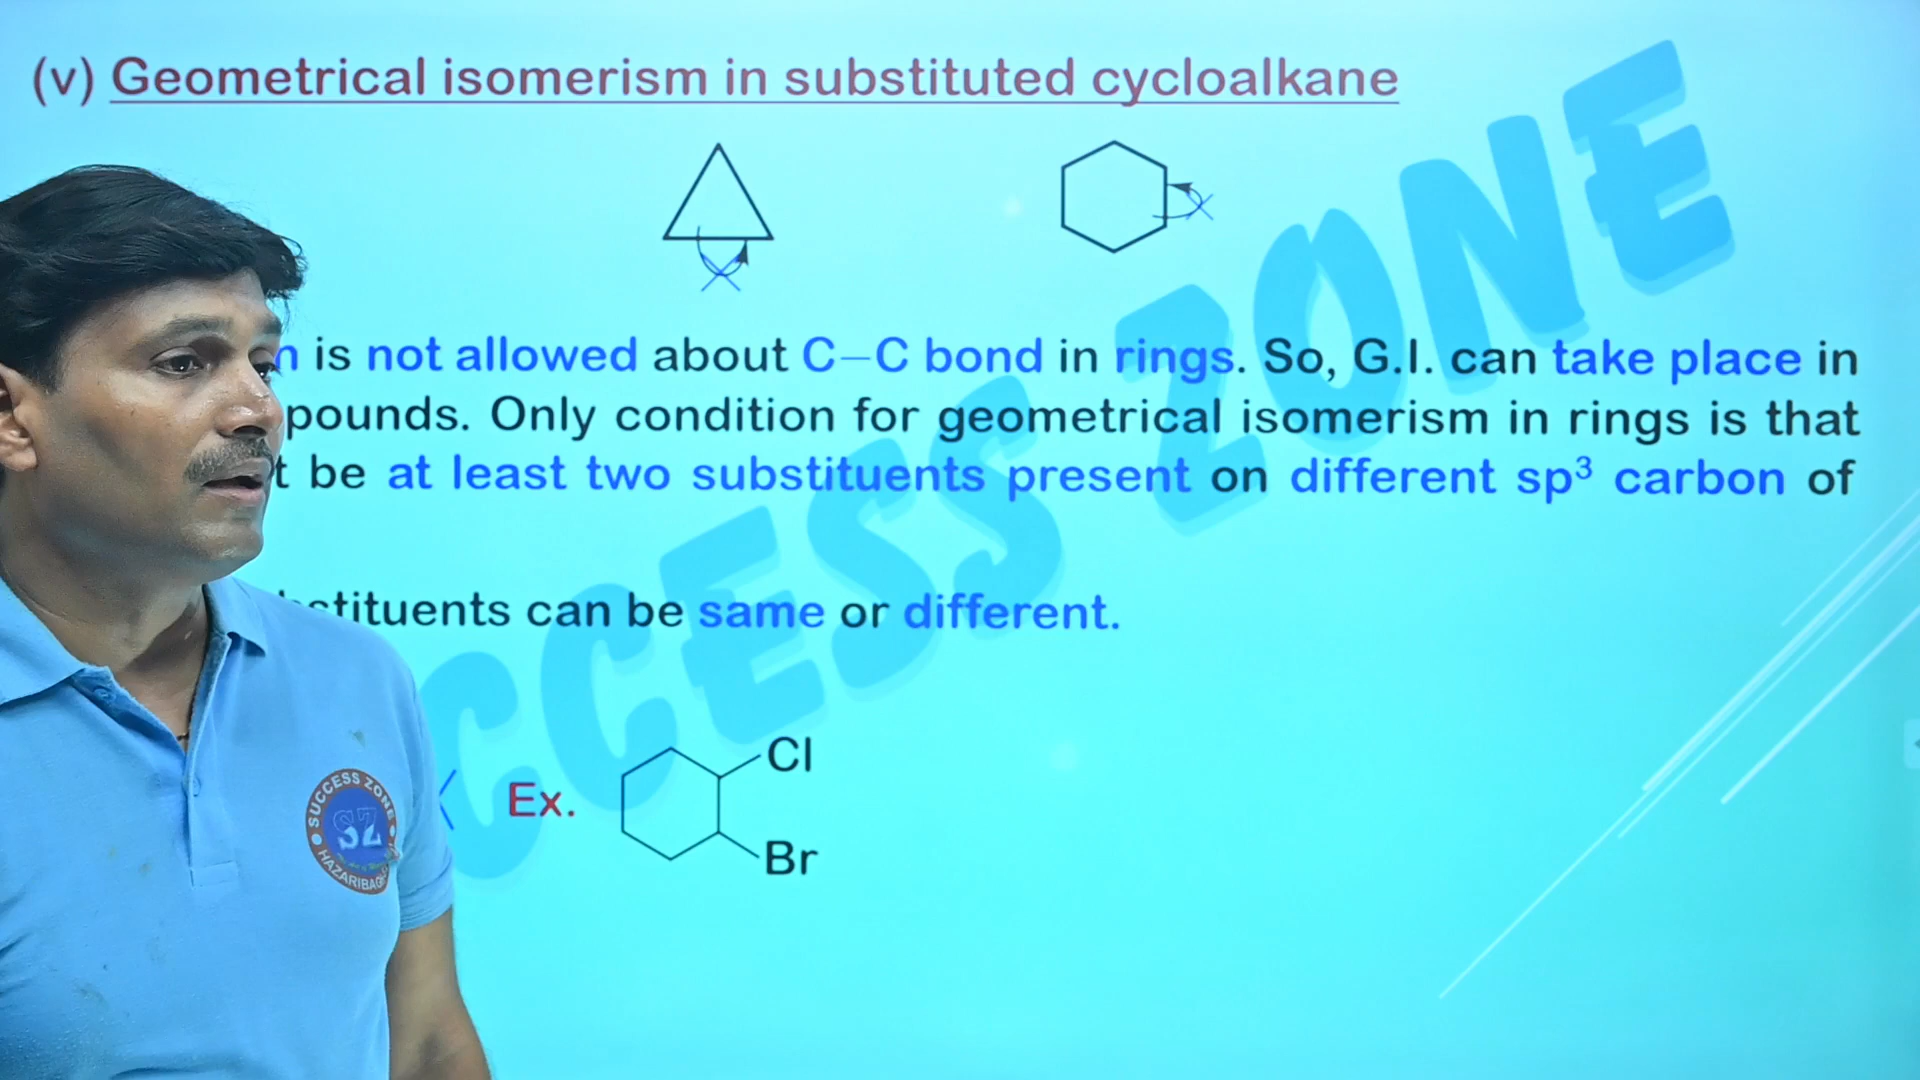 (v) Geometrical isomerism in substituted cycloalkane
is not allowed about C–C bond in rings. So, G.I. can take place in
pounds. Only condition for geometrical isomerism in rings is that
be at least two substituents present on different sp³ carbon of
tituents can be same or different.
Cl
Ex.
Br
CCESS ZONE
SUCCESS ZONE
SZ
HAZARIBAG